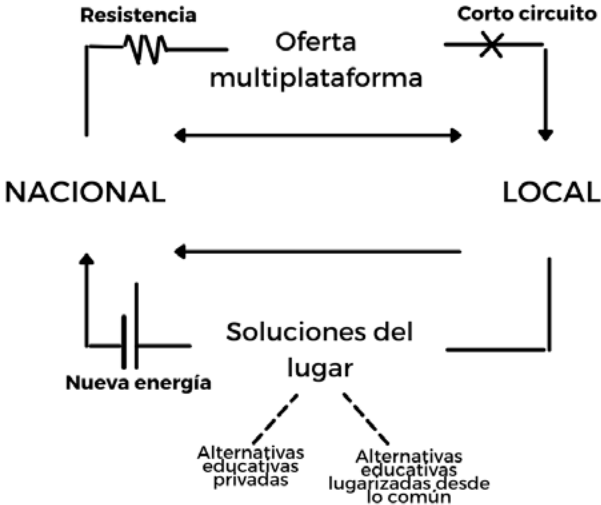 Resistencia
Corto circuito
Oferta
multiplataforma
NACIONAL
LOCAL
Soluciones del
lugar
Nueva energía
Alternativas
educativas
privadas
Alternativas
educativas
lugarizadas desde
lo común